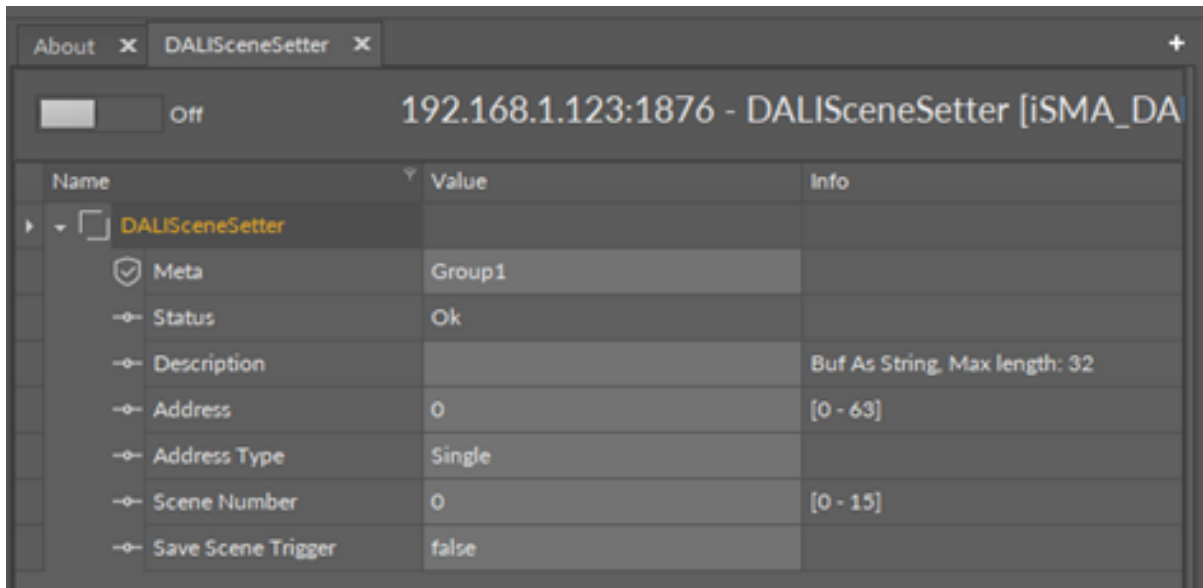 About DALISceneSetter
Off 192.168.1.123:1876 - DALISceneSetter [iSMA_DA
Name Value Info
DALISceneSetter
Meta Group1
Status Ok
Description Buf As String, Max length: 32
Address 0 [0 - 63]
Address Type Single
Scene Number 0 [0 - 15]
Save Scene Trigger false